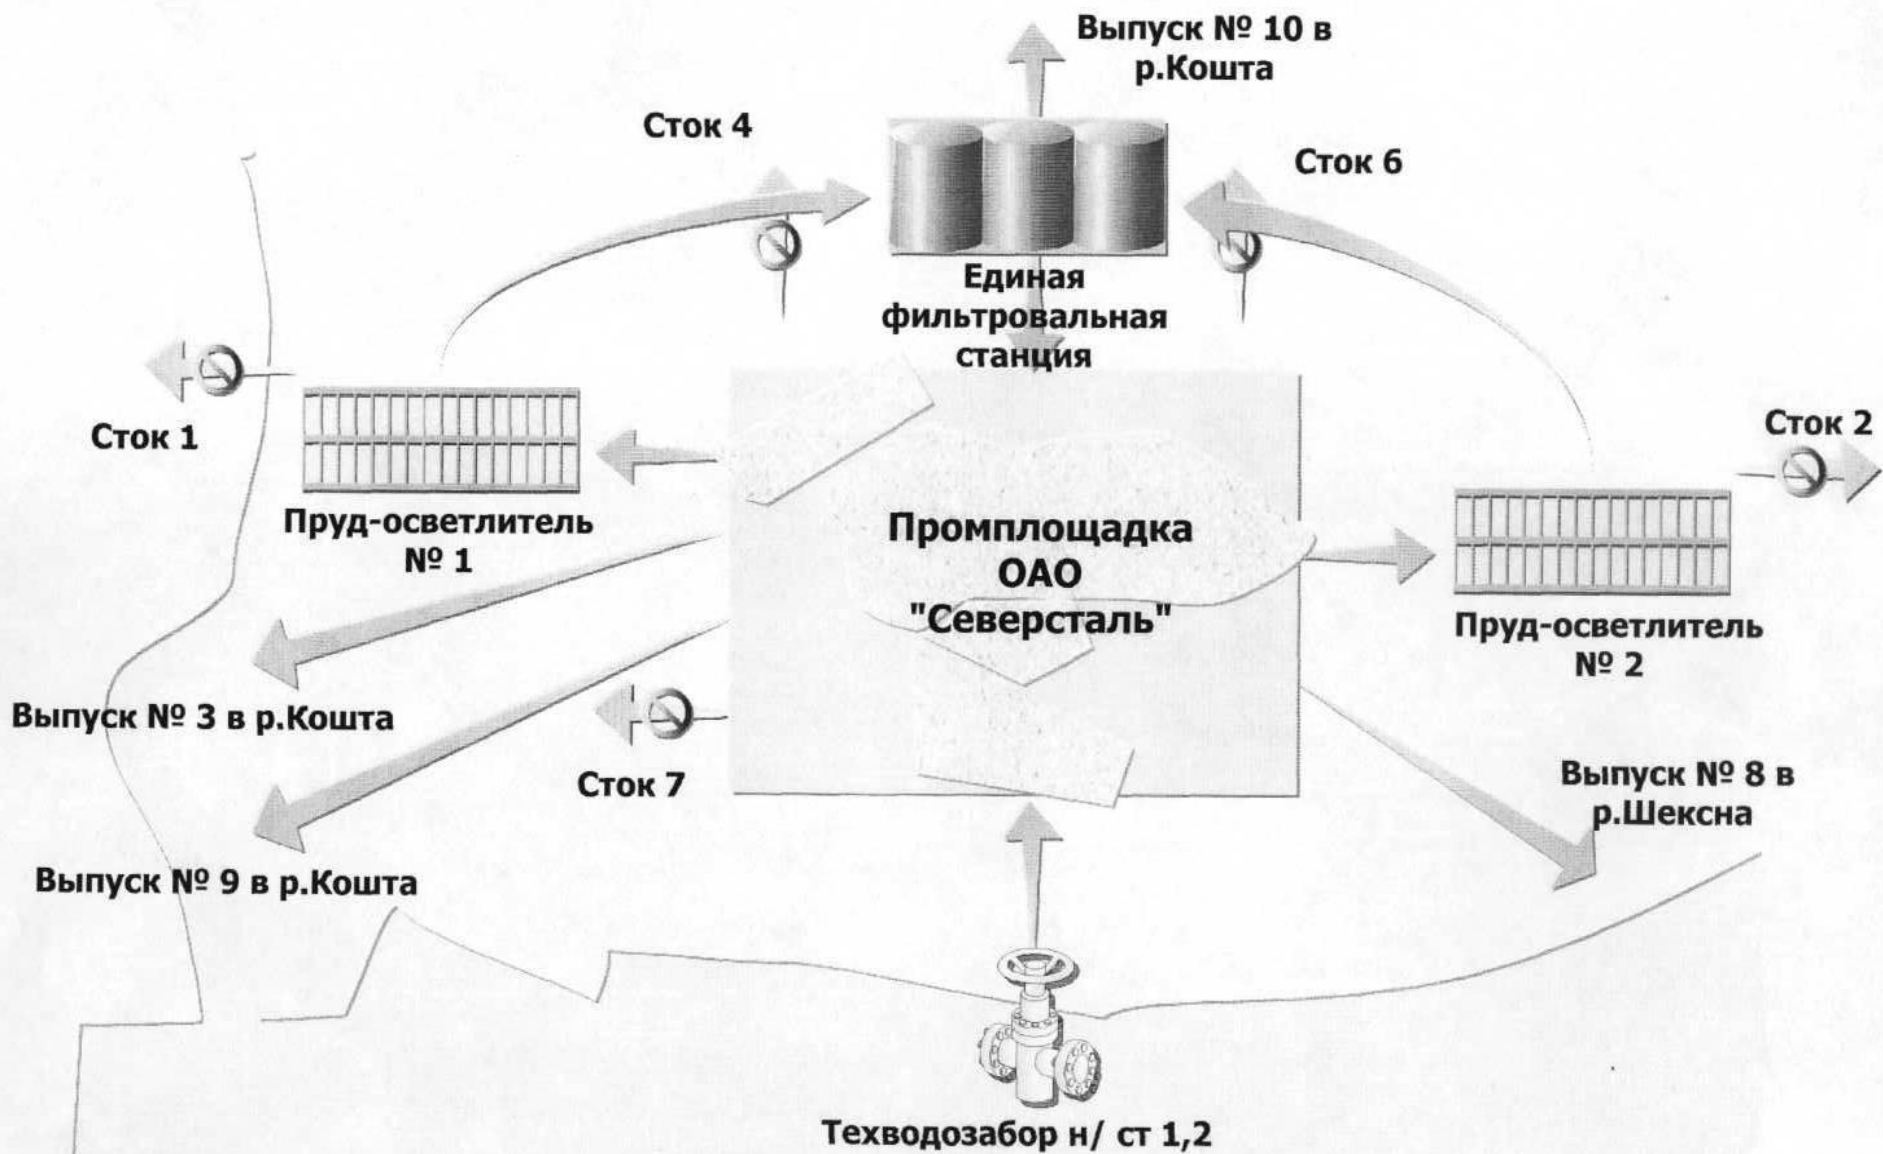 Выпуск № 10 в
р.Кошта
Сток 4
Сток 6
Единая
фильтровальная
станция
Сток 1
Сток 2
Пруд-осветлитель
№ 1
Промплощадка
ОАО
"Северсталь"
Пруд-осветлитель
№ 2
Выпуск № 3 в р.Кошта
Сток 7
Выпуск № 8 в
р.Шексна
Выпуск № 9 в р.Кошта
Техводозабор н/ ст 1,2